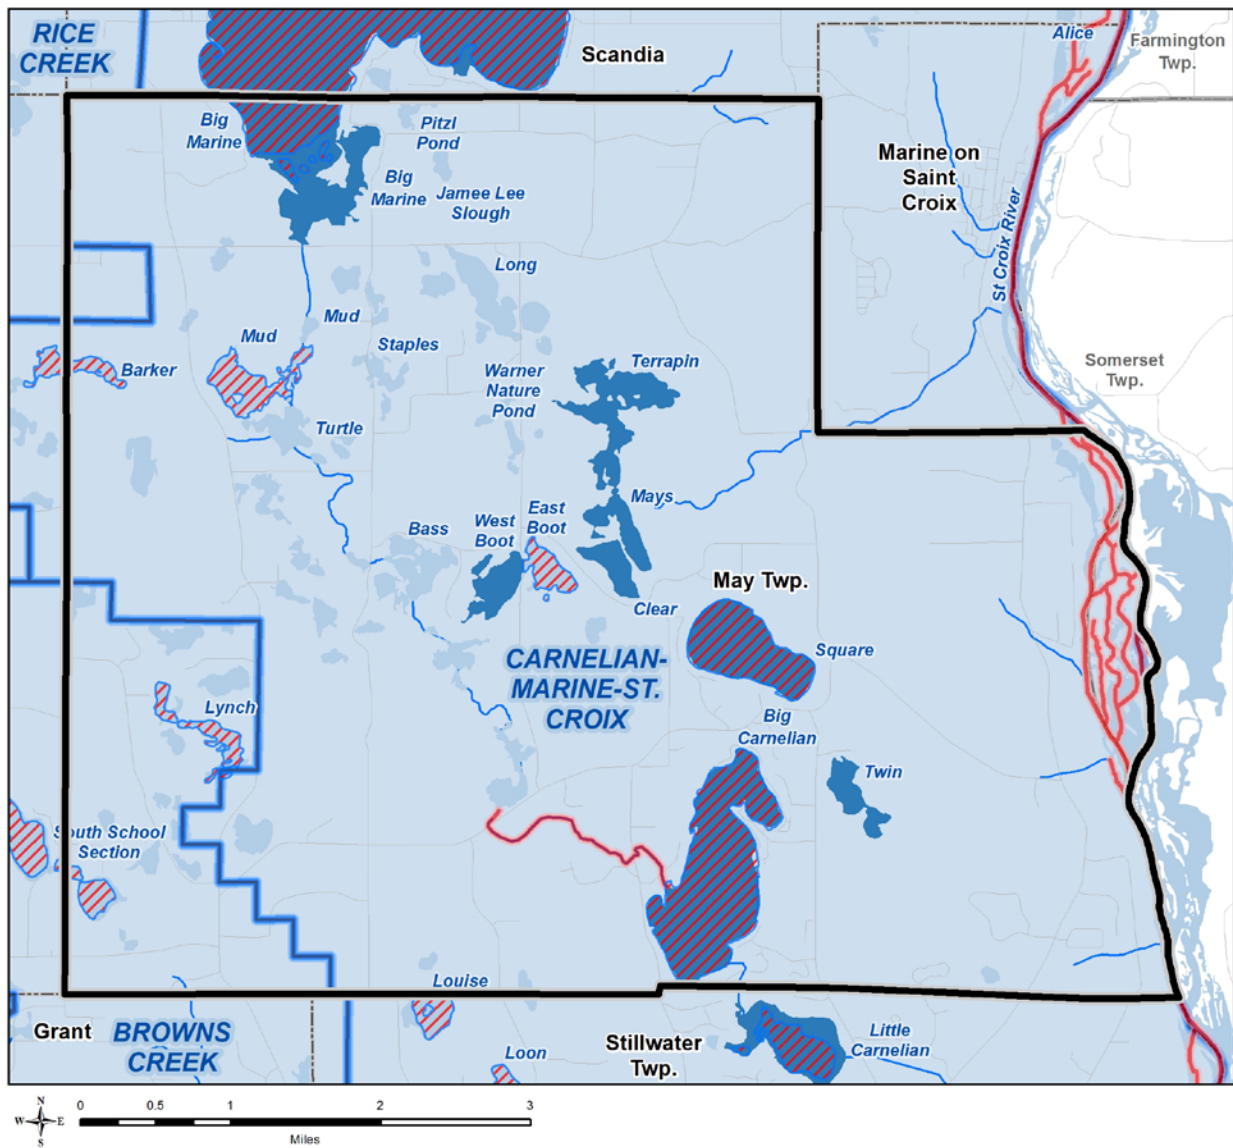 RICE
CREEK
Scandia
Alice
Farmington
Twp.
Big
Marine
Pitzl
Pond
Marine on
Saint
Croix
Big
Marine
Jamee Lee
Slough
St Croix River
Long
Mud
Mud
Staples
Barker
Warner
Nature
Pond
Terrapin
Somerset
Twp.
Turtle
Mays
Bass
West
Boot
East
Boot
May Twp.
Clear
Square
CARNELIAN-
MARINE-ST.
CROIX
Lynch
Big
Carnelian
Twin
South School
Section
Louise
Grant
BROWNS
CREEK
Loon
Stillwater
Twp.
Little
Carnelian
N
W E
S
0 0.5 1 2 3
Miles